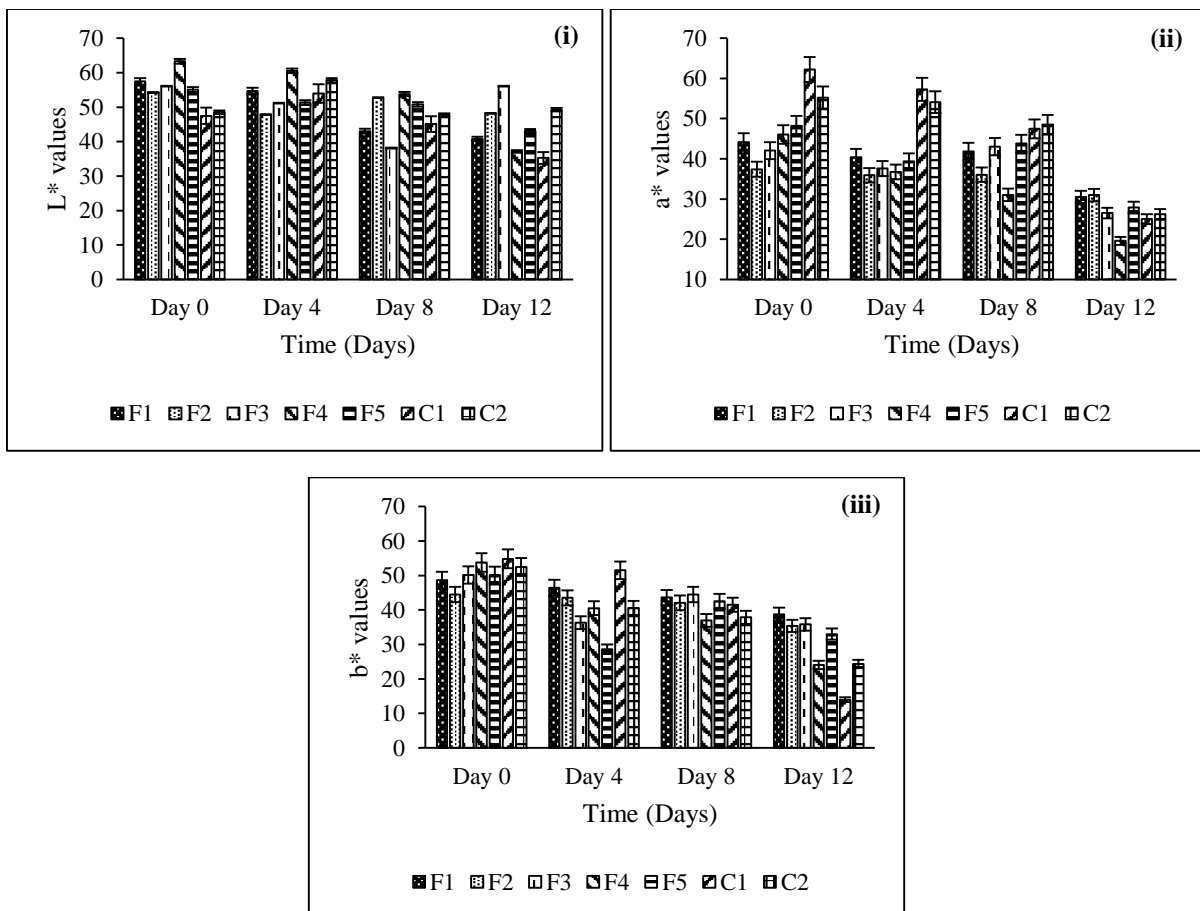 (i)
70
60
50
40
30
20
10
0
L* values
Day 0 Day 4 Day 8 Day 12
Time (Days)
F1 F2 F3 F4 F5 C1 C2
(ii)
70
60
50
40
30
20
10
a* values
Day 0 Day 4 Day 8 Day 12
Time (Days)
F1 F2 F3 F4 F5 C1 C2
(iii)
70
60
50
40
30
20
10
0
b* values
Day 0 Day 4 Day 8 Day 12
Time (Days)
F1 F2 F3 F4 F5 C1 C2